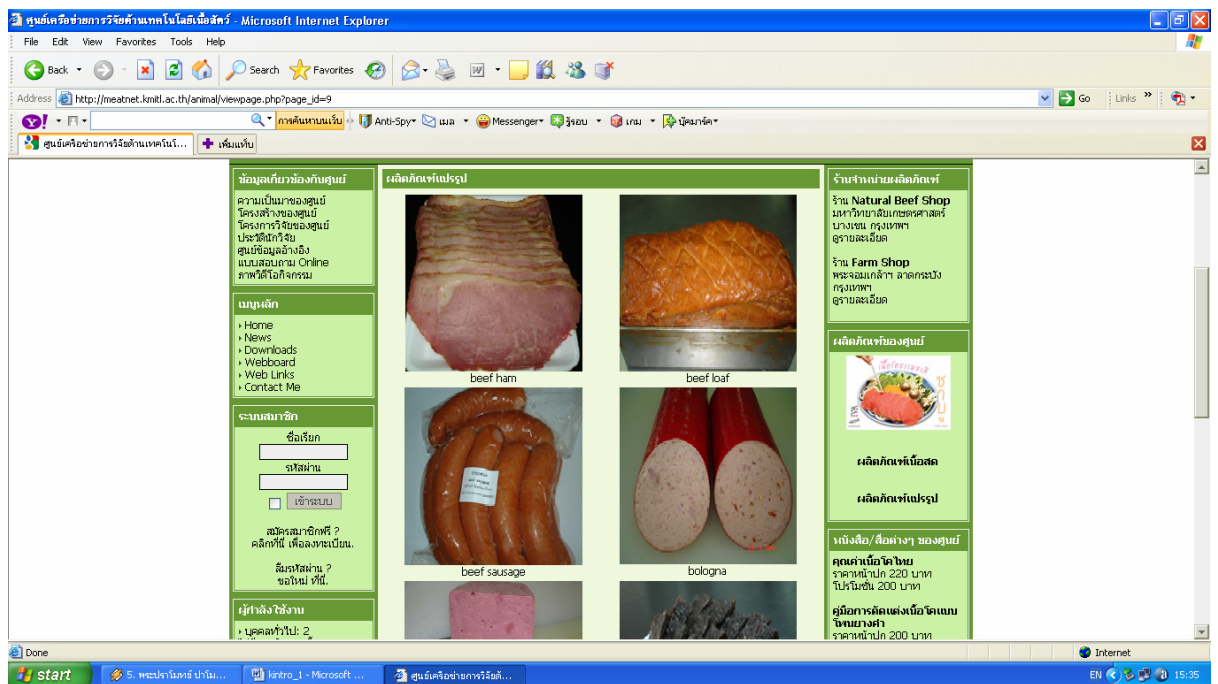 ศูนย์เครือข่ายการวิจัยด้านเทคโนโลยีเนื้อสัตว์ - Microsoft Internet Explorer
File Edit View Favorites Tools Help
Back Search Favorites
Address http://meatnet.kmitl.ac.th/animal/viewpage.php?page_id=9 Go Links
Y! การค้นหาบนเว็บ Anti-Spy เมล Messenger รู้รอบ เกม บุ๊คมาร์ค
ศูนย์เครือข่ายการวิจัยด้านเทคโนโ... เพิ่มแท็บ
ข้อมูลเกี่ยวข้องกับศูนย์
ความเป็นมาของศูนย์
โครงสร้างของศูนย์
โครงการวิจัยของศูนย์
ประวัตินักวิจัย
ศูนย์ข้อมูลอ้างอิง
แบบสอบถาม Online
ภาพวีดีโอกิจกรรม
เมนูหลัก
Home
News
Downloads
Webboard
Web Links
Contact Me
ระบบสมาชิก
ชื่อเรียก
รหัสผ่าน
เข้าระบบ
สมัครสมาชิกฟรี ?
คลิกที่นี่ เพื่อลงทะเบียน.
ลืมรหัสผ่าน ?
ขอใหม่ ที่นี่.
ผู้กำลังใช้งาน
บุคคลทั่วไป: 2
ผลิตภัณฑ์แปรรูป
beef ham
beef loaf
beef sausage
bologna
ร้านจำหน่ายผลิตภัณฑ์
ร้าน Natural Beef Shop
มหาวิทยาลัยเกษตรศาสตร์
บางเขน กรุงเทพฯ
ดูรายละเอียด
ร้าน Farm Shop
พระจอมเกล้าฯ ลาดกระบัง
กรุงเทพฯ
ดูรายละเอียด
ผลิตภัณฑ์ของศูนย์
เนื้อโคธรรมชาติ
ผลิตภัณฑ์เนื้อสด
ผลิตภัณฑ์แปรรูป
หนังสือ/สื่อต่างๆ ของศูนย์
คุณค่าเนื้อโคไทย
ราคาหน้าปก 220 บาท
โปรโมชั่น 200 บาท
คู่มือการตัดแต่งเนื้อโคแบบ
โพนยางคำ
ราคาหน้าปก 200 บาท
Done Internet
start 5. พระปราโมทย์ ปาโม... kintro_1 - Microsoft ... ศูนย์เครือข่ายการวิจัยด้... EN 15:35